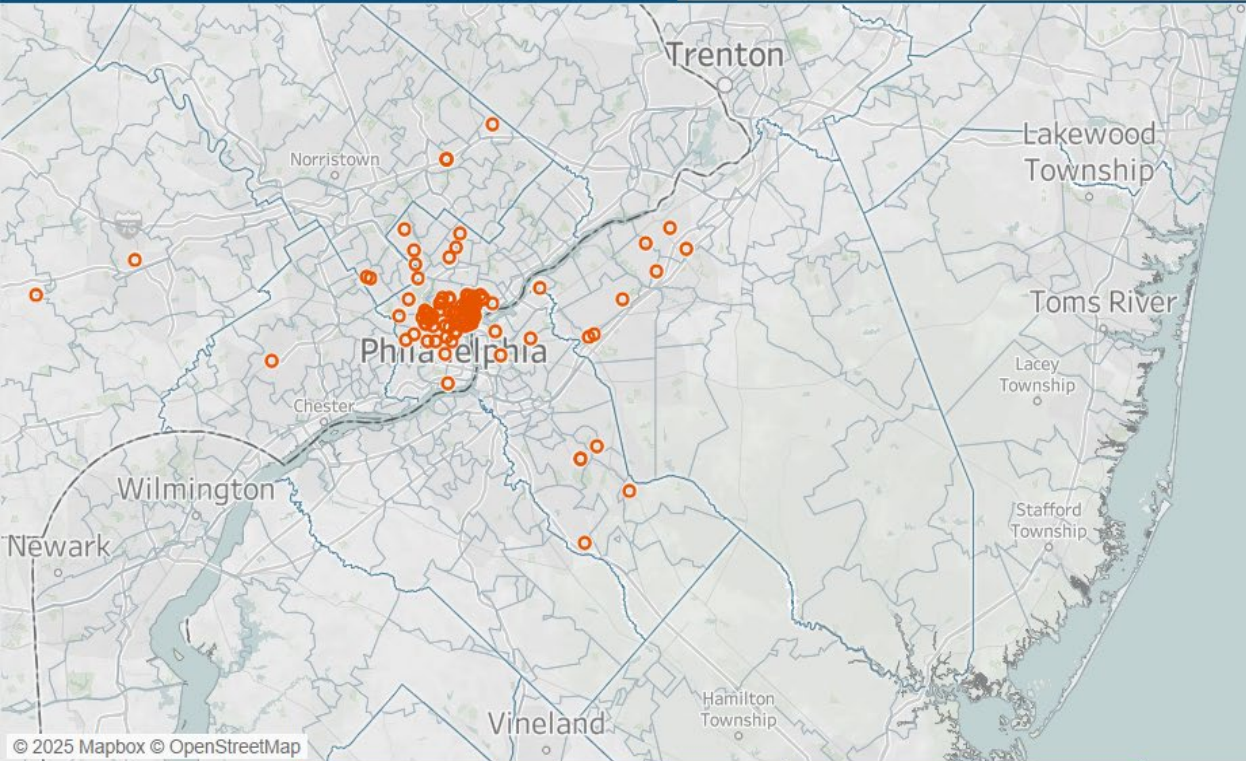 Trenton
Lakewood
Township
Norristown
76
Toms River
Philadelphia
Lacey
Township
Chester
Wilmington
Stafford
Township
Newark
Hamilton
Township
Vineland
© 2025 Mapbox © OpenStreetMap